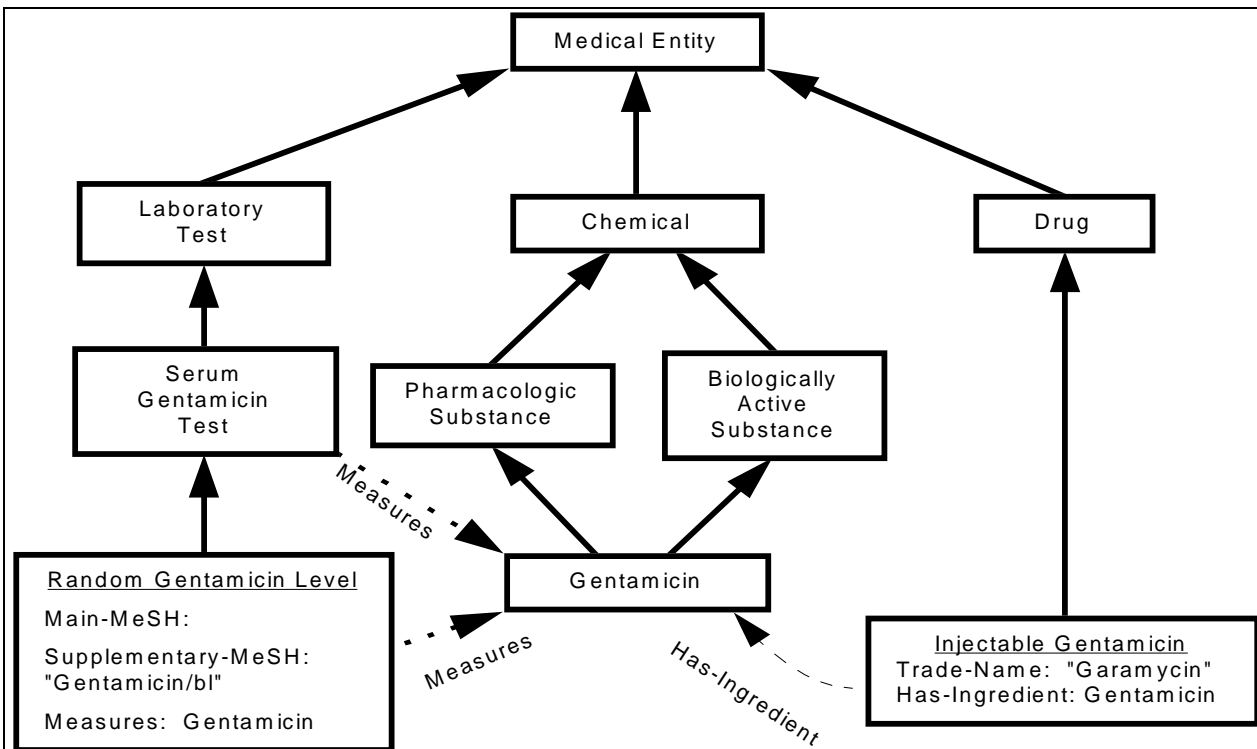 Medical Entity
Laboratory
Test
Chemical
Drug
Serum
Gentamicin
Test
Pharmacologic
Substance
Biologically
Active
Substance
Measures
Random Gentamicin Level
Main-MeSH:
Supplementary-MeSH:
"Gentamicin/bl"
Measures: Gentamicin
Measures
Gentamicin
Has-Ingredient
Injectable Gentamicin
Trade-Name: "Garamycin"
Has-Ingredient: Gentamicin